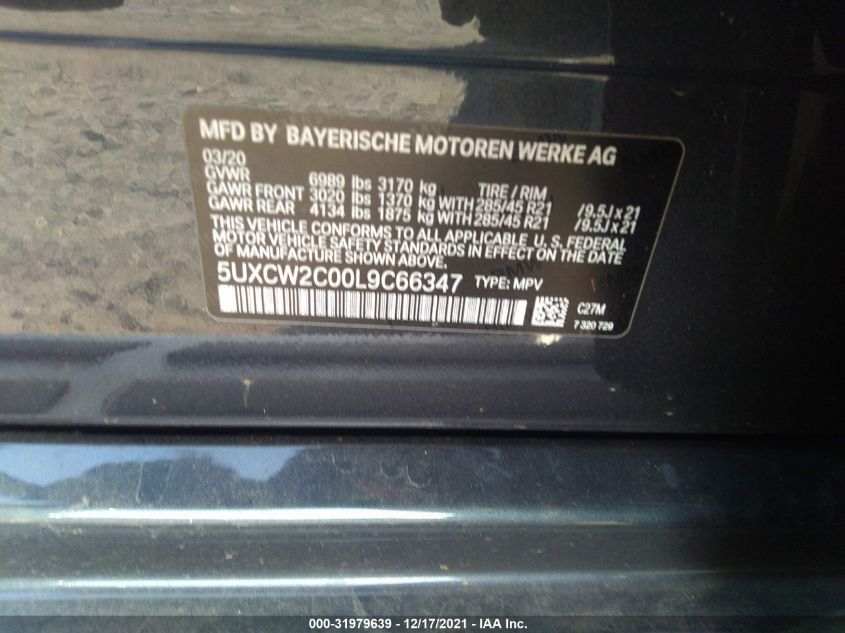 MFD BY BAYERISCHE MOTOREN WERKE AG
03/20
GVWR 6989 lbs 3170 kg TIRE / RIM
GAWR FRONT 3020 lbs 1370 kg WITH 285/45 R21 /9.5J x 21
GAWR REAR 4134 lbs 1875 kg WITH 285/45 R21 /9.5J x 21
THIS VEHICLE CONFORMS TO ALL APPLICABLE U. S. FEDERAL
MOTOR VEHICLE SAFETY STANDARDS IN EFFECT ON THE DATE
OF MANUFACTURE SHOWN ABOVE.
5UXCW2C00L9C66347 TYPE: MPV
C27M
7 320 729
000-31979639 - 12/17/2021 - IAA Inc.